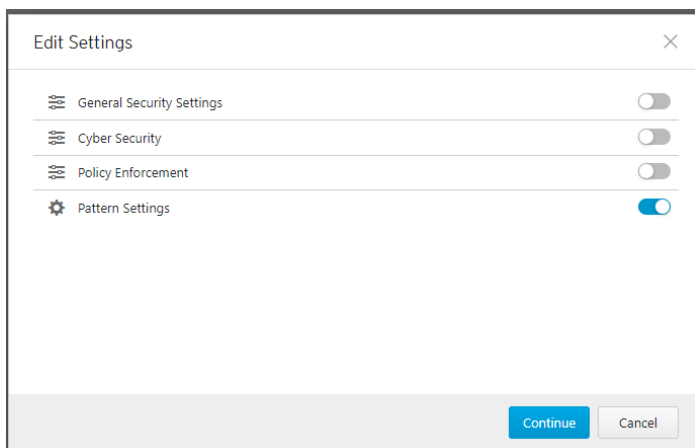 Edit Settings
General Security Settings
Cyber Security
Policy Enforcement
Pattern Settings
Continue Cancel